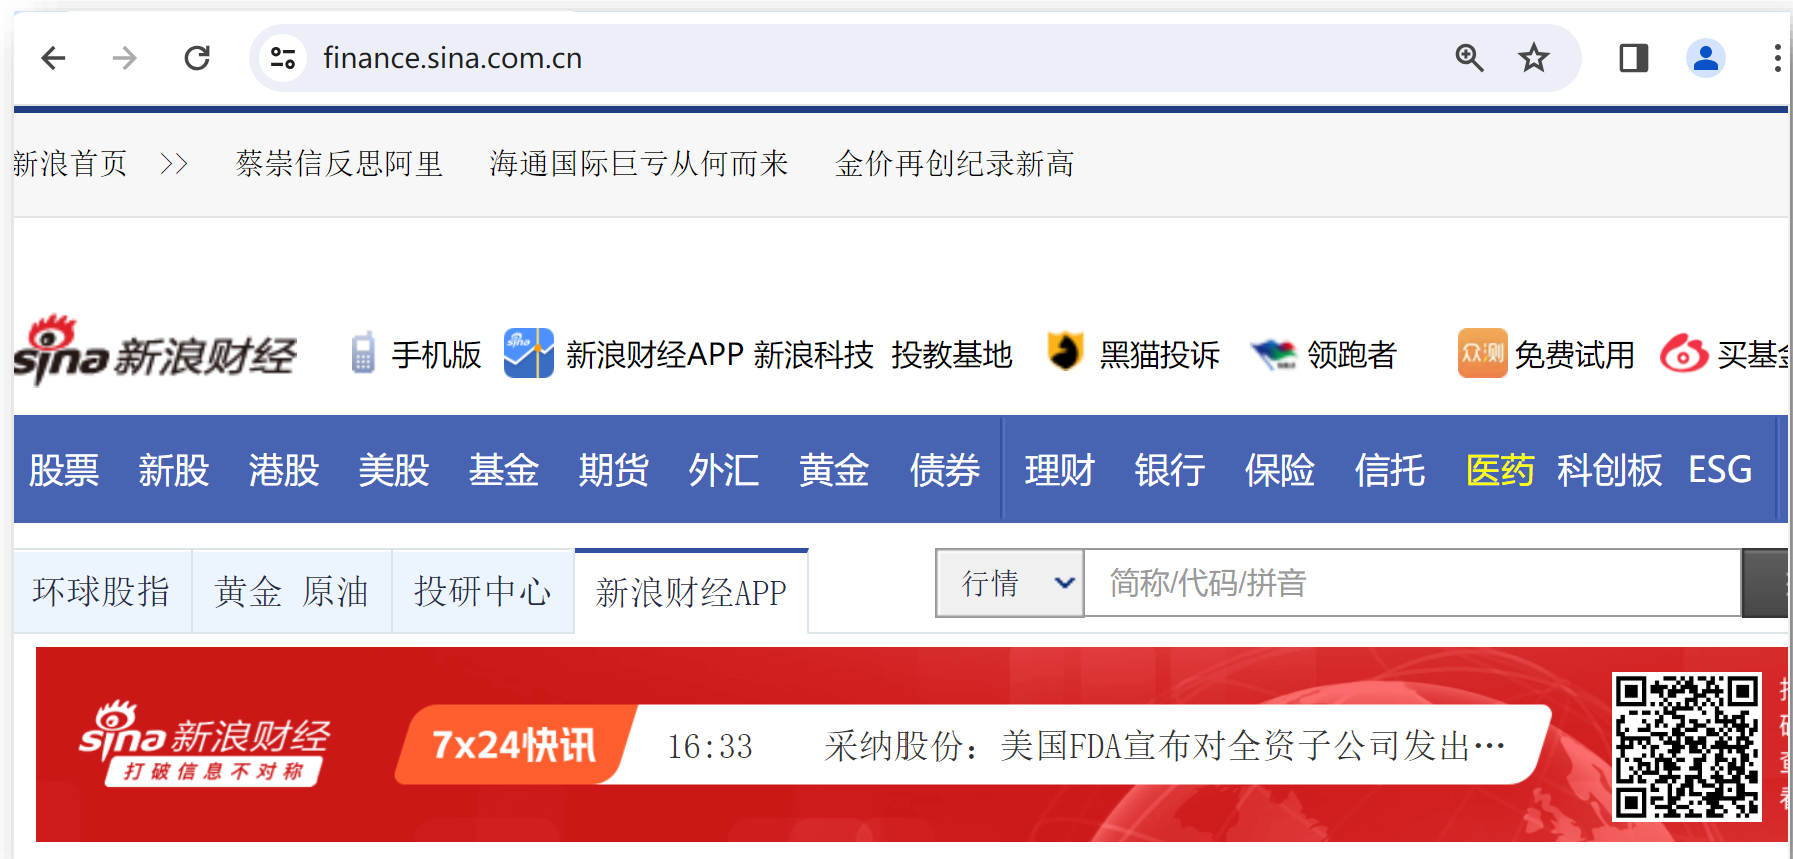 finance.sina.com.cn
新浪首页 >> 蔡崇信反思阿里 海通国际巨亏从何而来 金价再创纪录新高
sina 新浪财经 手机版 sina 新浪财经APP 新浪科技 投教基地 黑猫投诉 领跑者 众测 免费试用 买基金
股票 新股 港股 美股 基金 期货 外汇 黄金 债券 理财 银行 保险 信托 医药 科创板 ESG
环球股指 黄金 原油 投研中心 新浪财经APP 行情 简称/代码/拼音
sina 新浪财经
打破信息不对称
7x24快讯 16:33 采纳股份：美国FDA宣布对全资子公司发出···